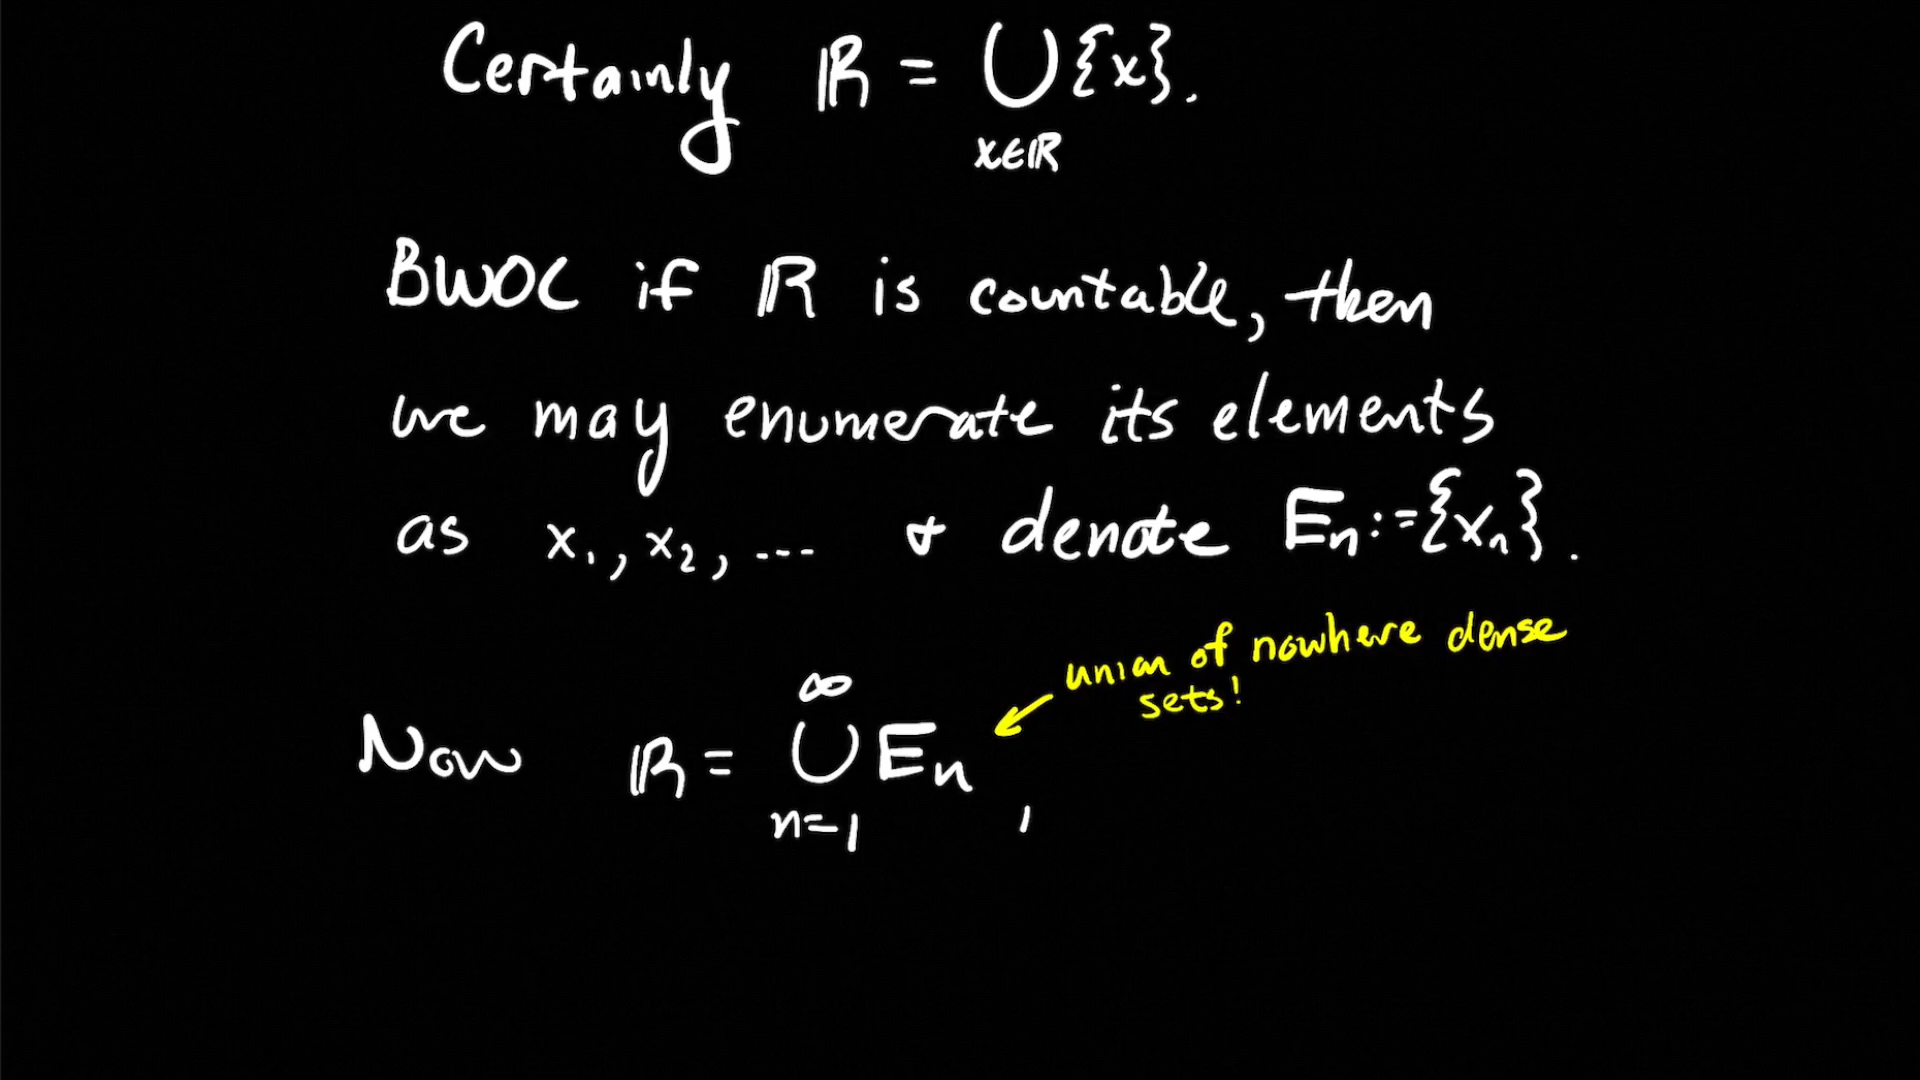 Certainly ℝ = ⋃{x}.
x∈ℝ
BWOC if ℝ is countable, then
we may enumerate its elements
as x₁, x₂, ... & denote Eₙ:={xₙ}.
union of nowhere dense
sets!
∞
Now ℝ = ⋃ Eₙ ,
n=1